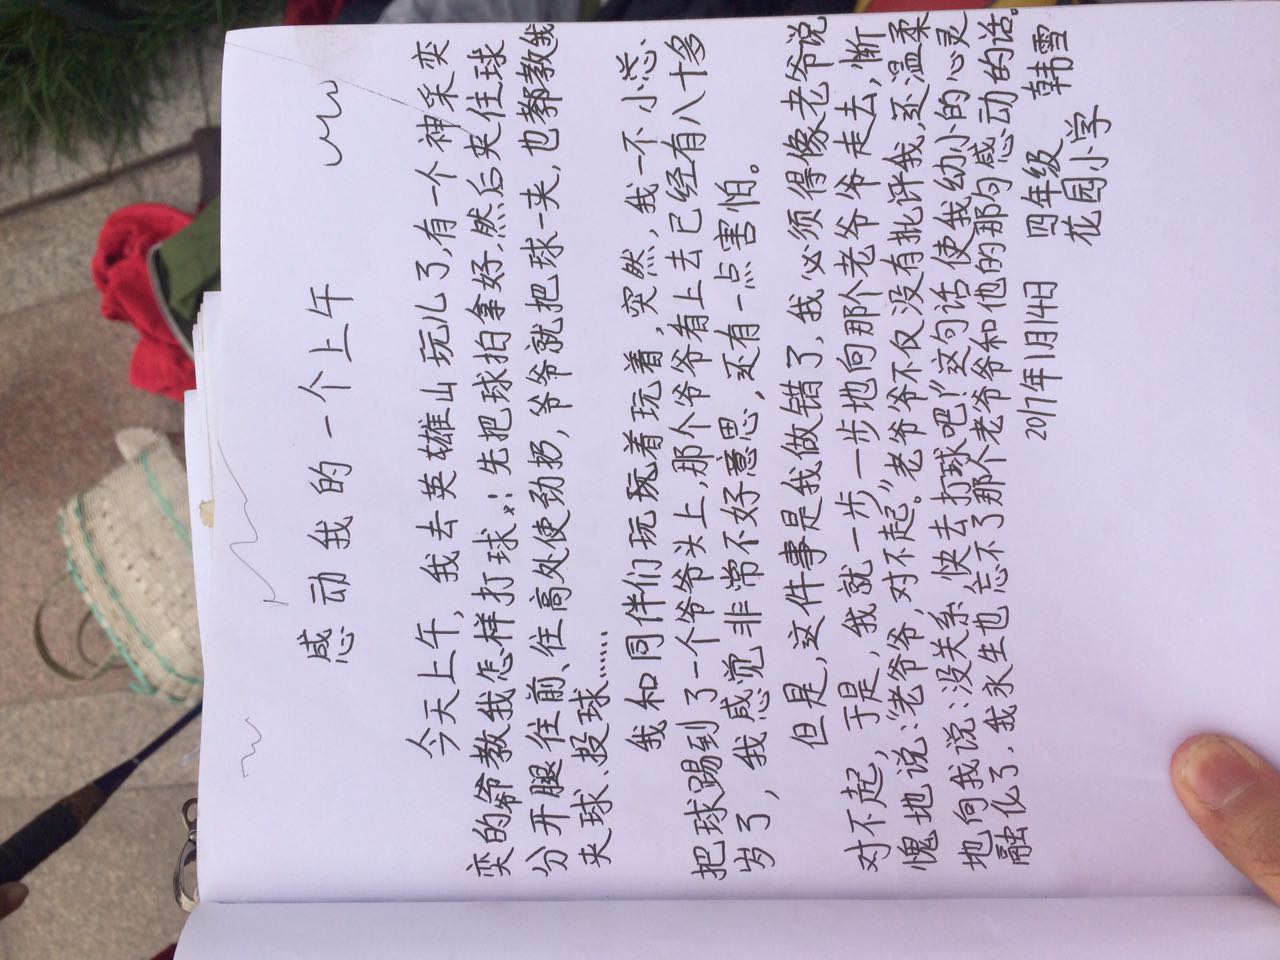 感动我的一个上午
今天上午，我去英雄山玩儿了，有一个神采奕
奕的爷爷教我怎样打球：先把球拍拿好，然后夹住球
分开腿往前、往高处使劲扔，爷爷就把球一夹，也教我
夹球、投球……
我和同伴们玩着玩着，突然，我一不小心、
把球踢到了一个爷爷头上，那个爷爷看上去已经有八十多
岁了，我感觉非常不好意思，还有一点害怕。
但是，这件事是我做错了，我必须得像老爷爷说
对不起，于是，我就一步一步地向那个老爷爷走去，惭
愧地说：“老爷爷，对不起。”老爷爷不仅没有批评我，还温柔
地向我说：没关系，快去打球吧！”这句话使我幼小的心灵
融化了，我永生也忘不了那个老爷爷和他的那句感动的话。
2017年1月14日 四年级 韩雪
花园小学